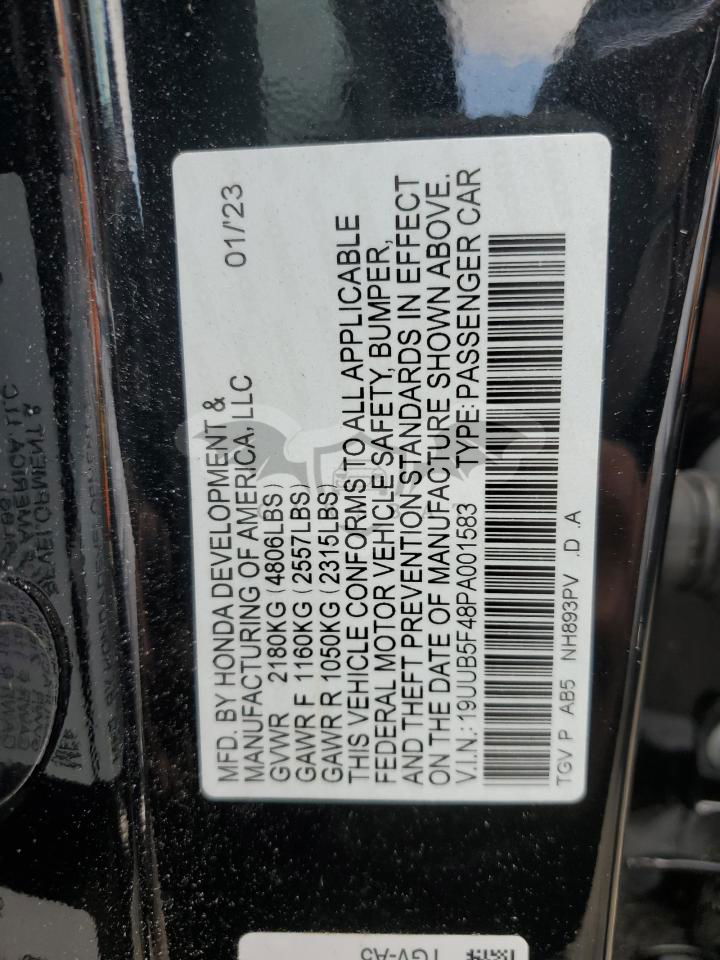 MFD. BY HONDA DEVELOPMENT &
MANUFACTURING OF AMERICA, LLC 01/'23
GVWR 2180KG (4806LBS)
GAWR F 1160KG (2557LBS)
GAWR R 1050KG (2315LBS)
THIS VEHICLE CONFORMS TO ALL APPLICABLE
FEDERAL MOTOR VEHICLE SAFETY, BUMPER,
AND THEFT PREVENTION STANDARDS IN EFFECT
ON THE DATE OF MANUFACTURE SHOWN ABOVE.
V.I.N.: 19UUB5F48PA001583 TYPE: PASSENGER CAR
TGV P AB5 NH893PV .D .A
TGV-A5